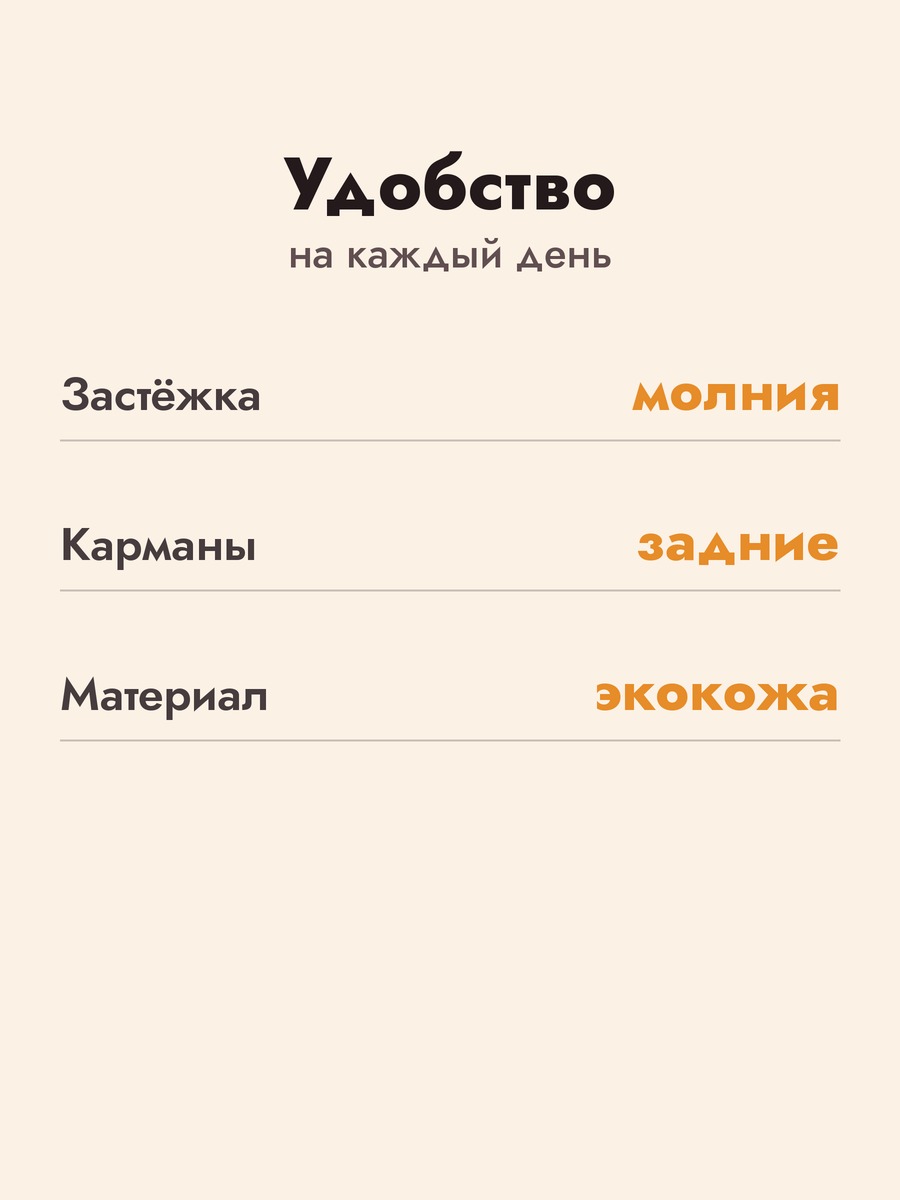 Удобство
на каждый день
Застёжка молния
Карманы задние
Материал экокожа